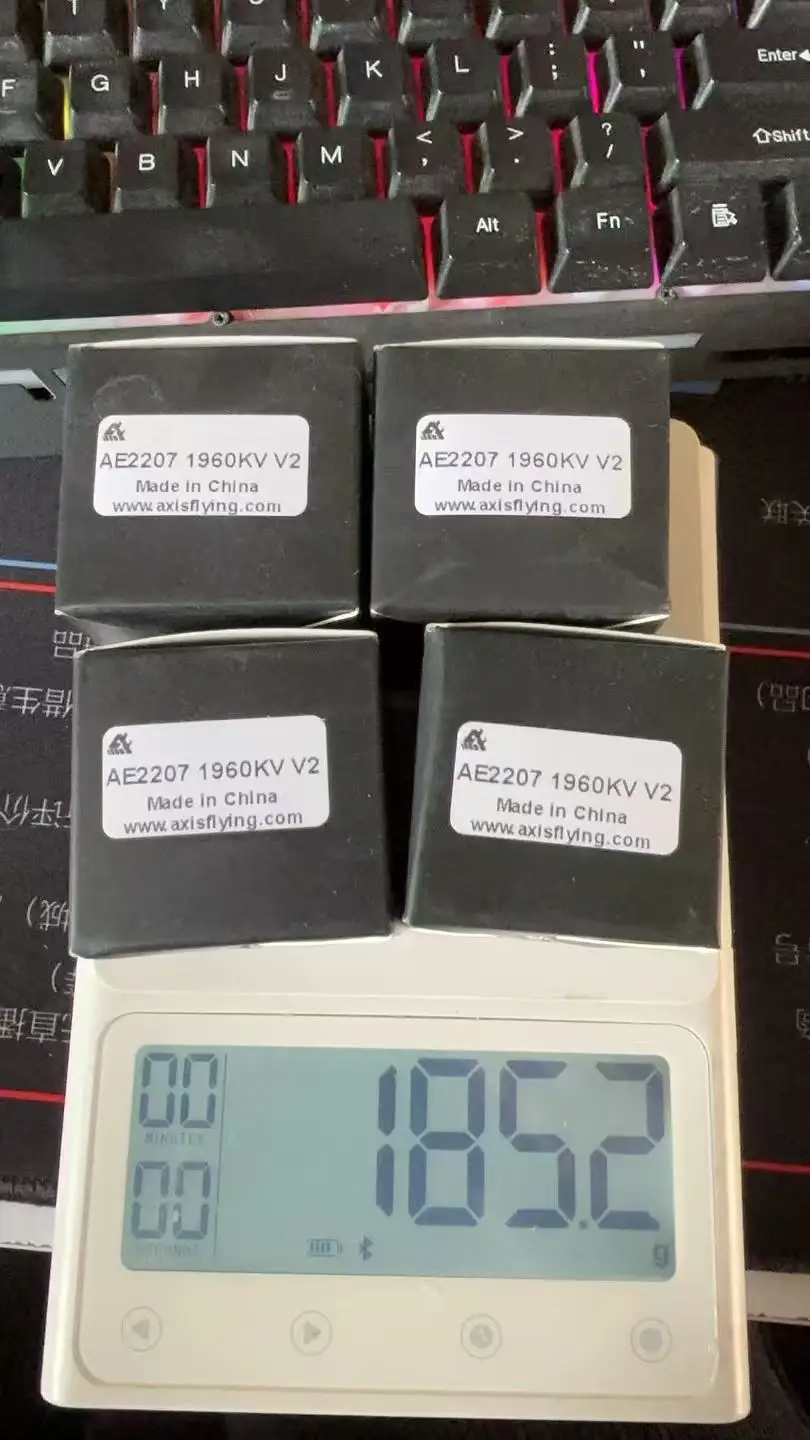 F G H J K L : ; " ' Enter
V B N M < , > . ? / Shift
Alt Fn
AE2207 1960KV V2
Made in China
www.axisflying.com
AE2207 1960KV V2
Made in China
www.axisflying.com
AE2207 1960KV V2
Made in China
www.axisflying.com
AE2207 1960KV V2
Made in China
www.axisflying.com
00
MINUTES
00
185.2
g